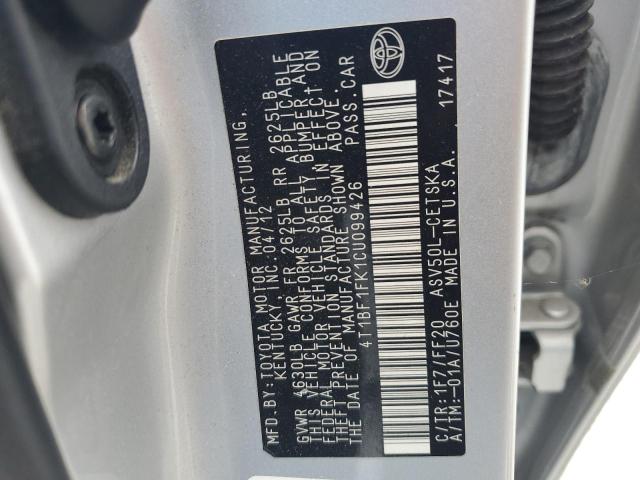 MFD.BY:TOYOTA MOTOR MANUFACTURING,
KENTUCKY, INC. 04/12
GVWR 4630LB GAWR FR 2625LB RR 2625LB
THIS VEHICLE CONFORMS TO ALL APPLICABLE
FEDERAL MOTOR VEHICLE SAFETY, BUMPER, AND
THEFT PREVENTION STANDARDS IN EFFECT ON
THE DATE OF MANUFACTURE SHOWN ABOVE.
4T1BF1FK1CU099426 PASS.CAR
C/TR:1F7/FF20 ASV50L-CETSKA
A/TM:-01A/U760E MADE IN U.S.A. 17417